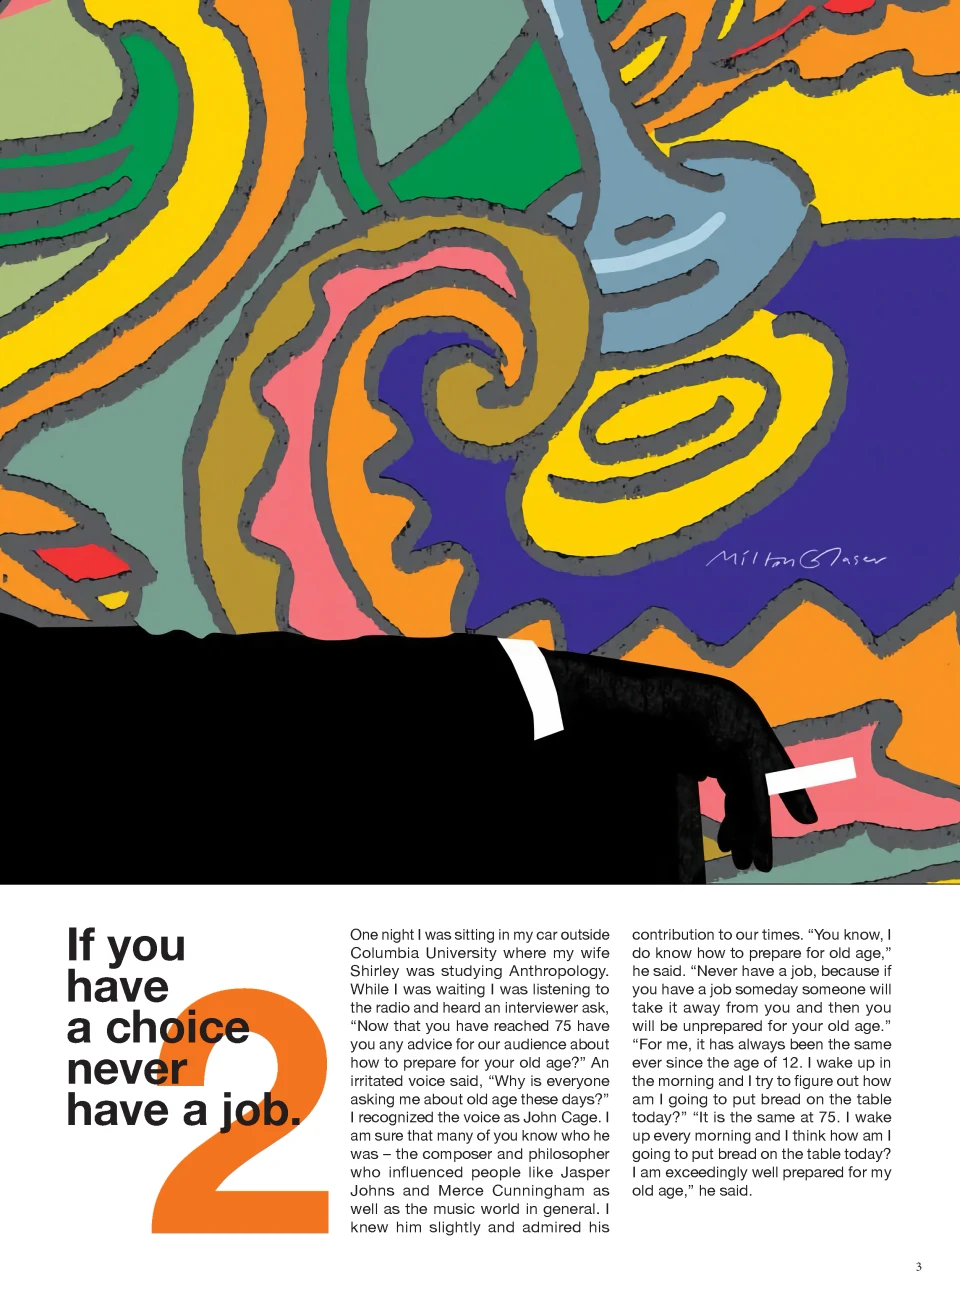 Milton Glaser
If you
have
a choice
never
have a job.
2
One night I was sitting in my car outside
Columbia University where my wife
Shirley was studying Anthropology.
While I was waiting I was listening to
the radio and heard an interviewer ask,
“Now that you have reached 75 have
you any advice for our audience about
how to prepare for your old age?” An
irritated voice said, “Why is everyone
asking me about old age these days?”
I recognized the voice as John Cage. I
am sure that many of you know who he
was – the composer and philosopher
who influenced people like Jasper
Johns and Merce Cunningham as
well as the music world in general. I
knew him slightly and admired his
contribution to our times. “You know, I
do know how to prepare for old age,”
he said. “Never have a job, because if
you have a job someday someone will
take it away from you and then you
will be unprepared for your old age.”
“For me, it has always been the same
ever since the age of 12. I wake up in
the morning and I try to figure out how
am I going to put bread on the table
today?” “It is the same at 75. I wake
up every morning and I think how am I
going to put bread on the table today?
I am exceedingly well prepared for my
old age,” he said.
3